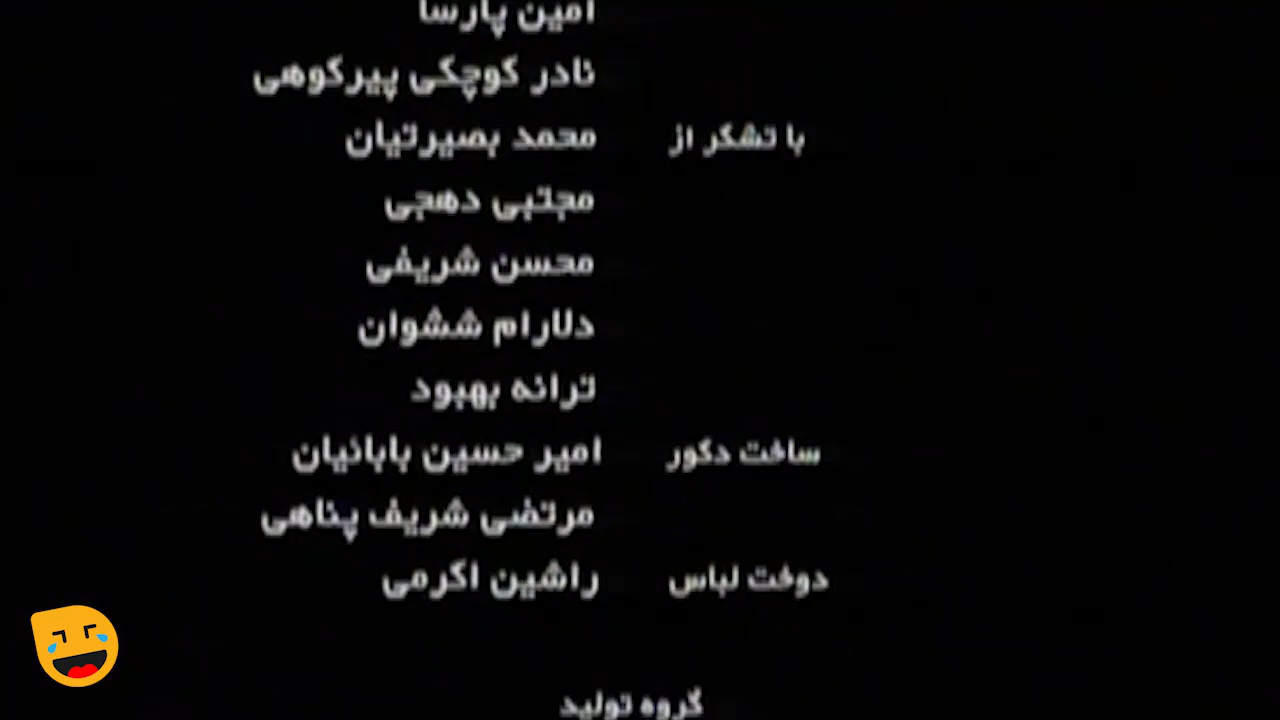 امین پارسا
نادر کوچکی پیرکوهی
با تشکر از محمد بصیرتیان
مجتبی دهجی
محسن شریفی
دلارام ششوان
ترانه بهبود
ساخت دکور امیر حسین بابائیان
مرتضی شریف پناهی
دوخت لباس راشین اکرمی
گروه تولید